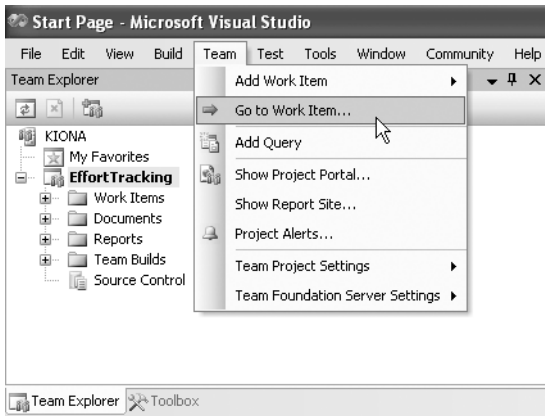 Start Page - Microsoft Visual Studio
File Edit View Build Team Test Tools Window Community Help
Team Explorer
Add Work Item
Go to Work Item...
Add Query
Show Project Portal...
Show Report Site...
Project Alerts...
Team Project Settings
Team Foundation Server Settings
KIONA
My Favorites
EffortTracking
Work Items
Documents
Reports
Team Builds
Source Control
Team Explorer Toolbox